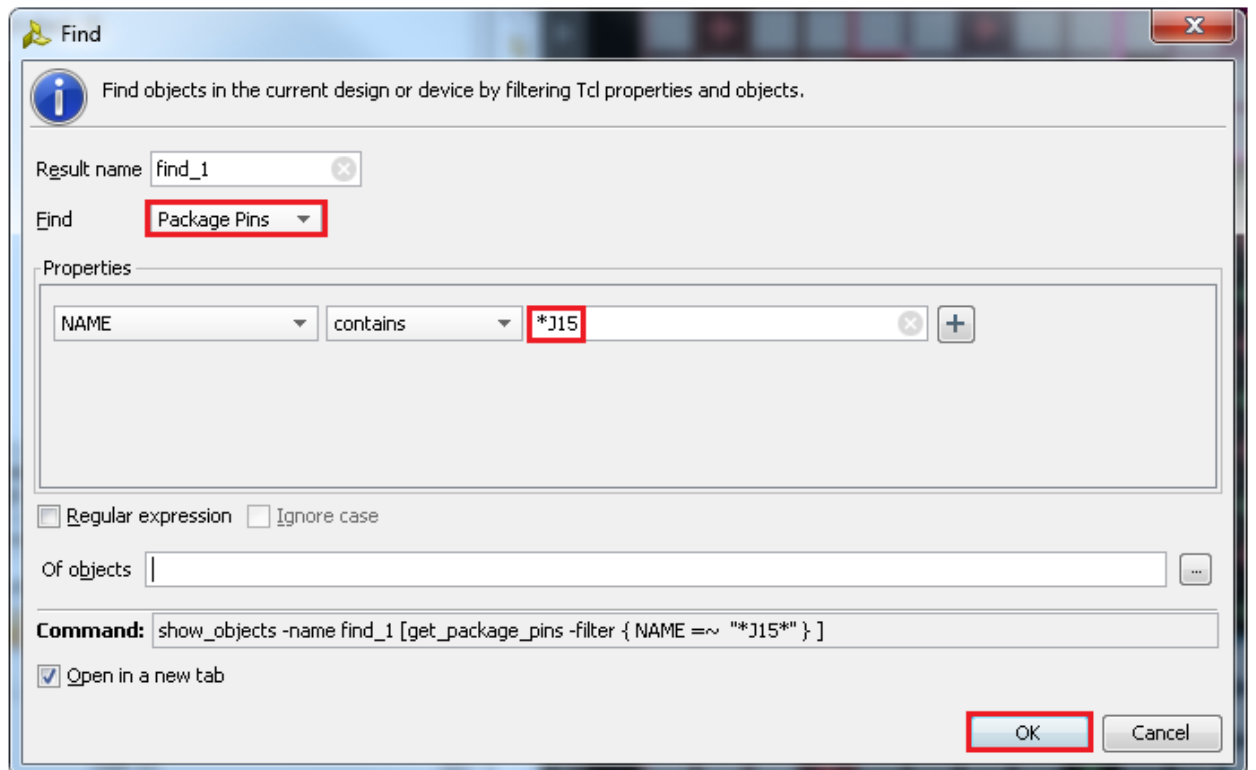 Find
Find objects in the current design or device by filtering Tcl properties and objects.
Result name find_1
Find Package Pins
Properties
NAME contains *J15
Regular expression Ignore case
Of objects
...
Command: show_objects -name find_1 [get_package_pins -filter { NAME =~ "*J15*" } ]
Open in a new tab
OK Cancel